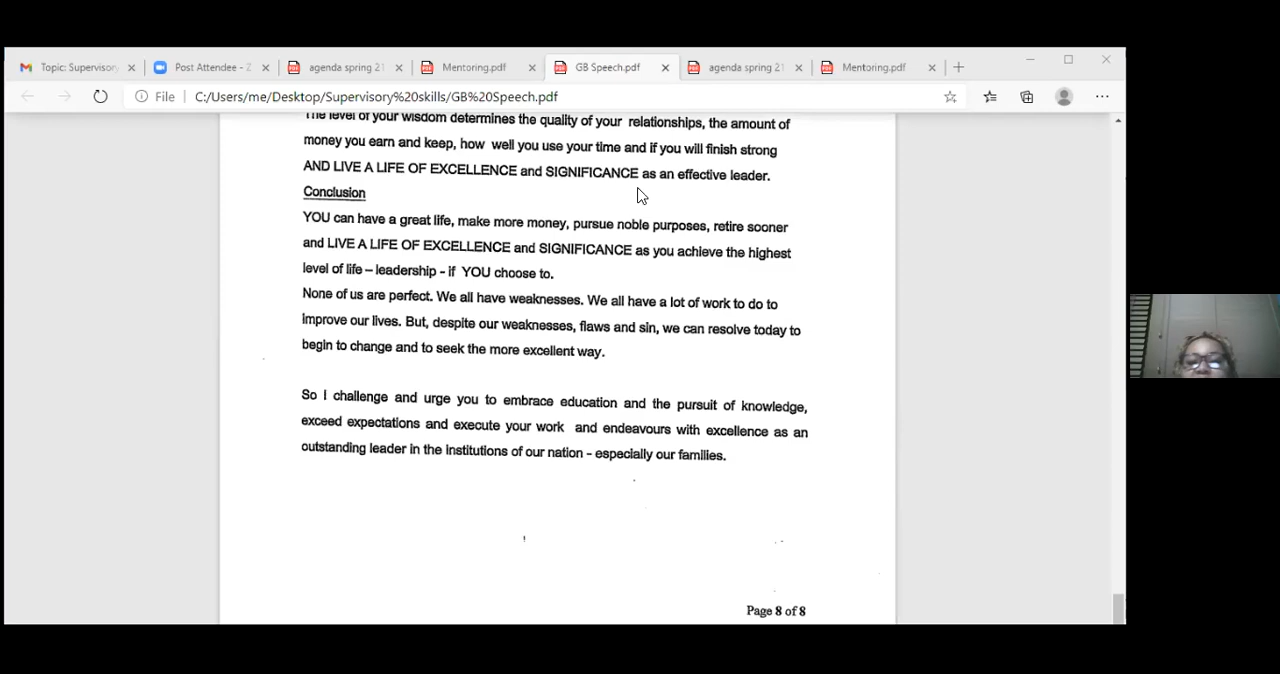 Topic: Supervisory
Post Attendee - Z
agenda spring 21
Mentoring.pdf
GB Speech.pdf
agenda spring 21
Mentoring.pdf
File
C:/Users/me/Desktop/Supervisory%20skills/GB%20Speech.pdf
The level of your wisdom determines the quality of your relationships, the amount of
money you earn and keep, how well you use your time and if you will finish strong
AND LIVE A LIFE OF EXCELLENCE and SIGNIFICANCE as an effective leader.
Conclusion
YOU can have a great life, make more money, pursue noble purposes, retire sooner
and LIVE A LIFE OF EXCELLENCE and SIGNIFICANCE as you achieve the highest
level of life – leadership - if YOU choose to.
None of us are perfect. We all have weaknesses. We all have a lot of work to do to
improve our lives. But, despite our weaknesses, flaws and sin, we can resolve today to
begin to change and to seek the more excellent way.
So I challenge and urge you to embrace education and the pursuit of knowledge,
exceed expectations and execute your work and endeavours with excellence as an
outstanding leader in the institutions of our nation - especially our families.
Page 8 of 8